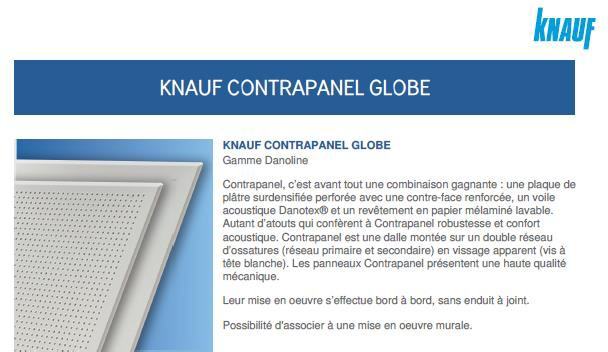 KNAUF
KNAUF CONTRAPANEL GLOBE
KNAUF CONTRAPANEL GLOBE
Gamme Danoline
Contrapanel, c'est avant tout une combinaison gagnante : une plaque de
plâtre surdensifiée perforée avec une contre-face renforcée, un voile
acoustique Danotex® et un revêtement en papier mélaminé lavable.
Autant d'atouts qui confèrent à Contrapanel robustesse et confort
acoustique. Contrapanel est une dalle montée sur un double réseau
d'ossatures (réseau primaire et secondaire) en vissage apparent (vis à
tête blanche). Les panneaux Contrapanel présentent une haute qualité
mécanique.
Leur mise en oeuvre s'effectue bord à bord, sans enduit à joint.
Possibilité d'associer à une mise en oeuvre murale.